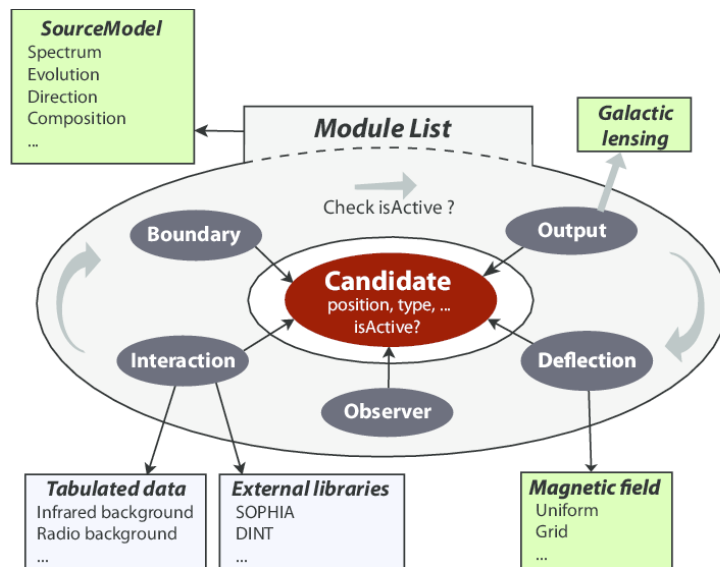 SourceModel
Spectrum
Evolution
Direction
Composition
...
Module List
Galactic
lensing
Check isActive ?
Boundary
Output
Candidate
position, type, ...
isActive?
Interaction
Deflection
Observer
Tabulated data
Infrared background
Radio background
...
External libraries
SOPHIA
DINT
...
Magnetic field
Uniform
Grid
...